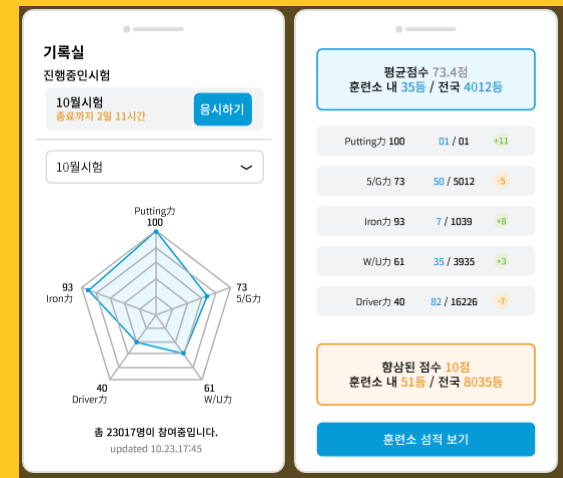 기록실
진행중인시험
10월시험
종료까지 2일 11시간
응시하기
10월시험
Putting力
100
93
Iron力
73
5/G力
40
Driver力
61
W/U力
총 23017명이 참여중입니다.
updated 10.23.17:45
평균점수 73.4점
훈련소 내 35등 / 전국 4012등
Putting力 100 01 / 01 +11
5/G力 73 50 / 5012 -5
Iron力 93 7 / 1039 +8
W/U力 61 35 / 3935 +3
Driver力 40 82 / 16226 -7
향상된 점수 10점
훈련소 내 51등 / 전국 8035등
훈련소 성적 보기